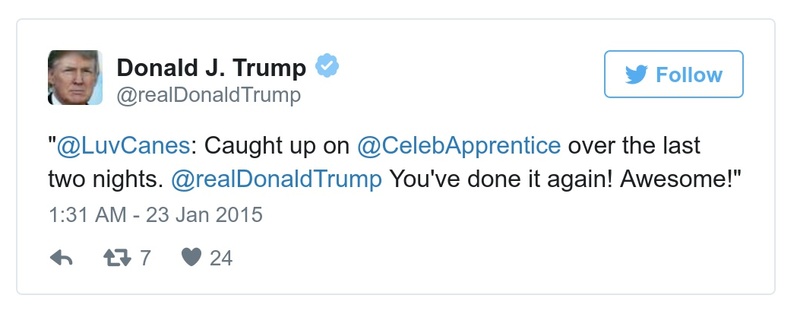 Donald J. Trump
@realDonaldTrump
Follow
"@LuvCanes: Caught up on @CelebApprentice over the last
two nights. @realDonaldTrump You've done it again! Awesome!"
1:31 AM - 23 Jan 2015
7 24